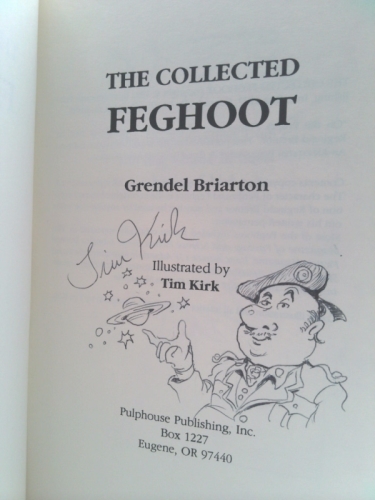 THE COLLECTED
FEGHOOT
Grendel Briarton
Tim Kirk
Illustrated by
Tim Kirk
Pulphouse Publishing, Inc.
Box 1227
Eugene, OR 97440